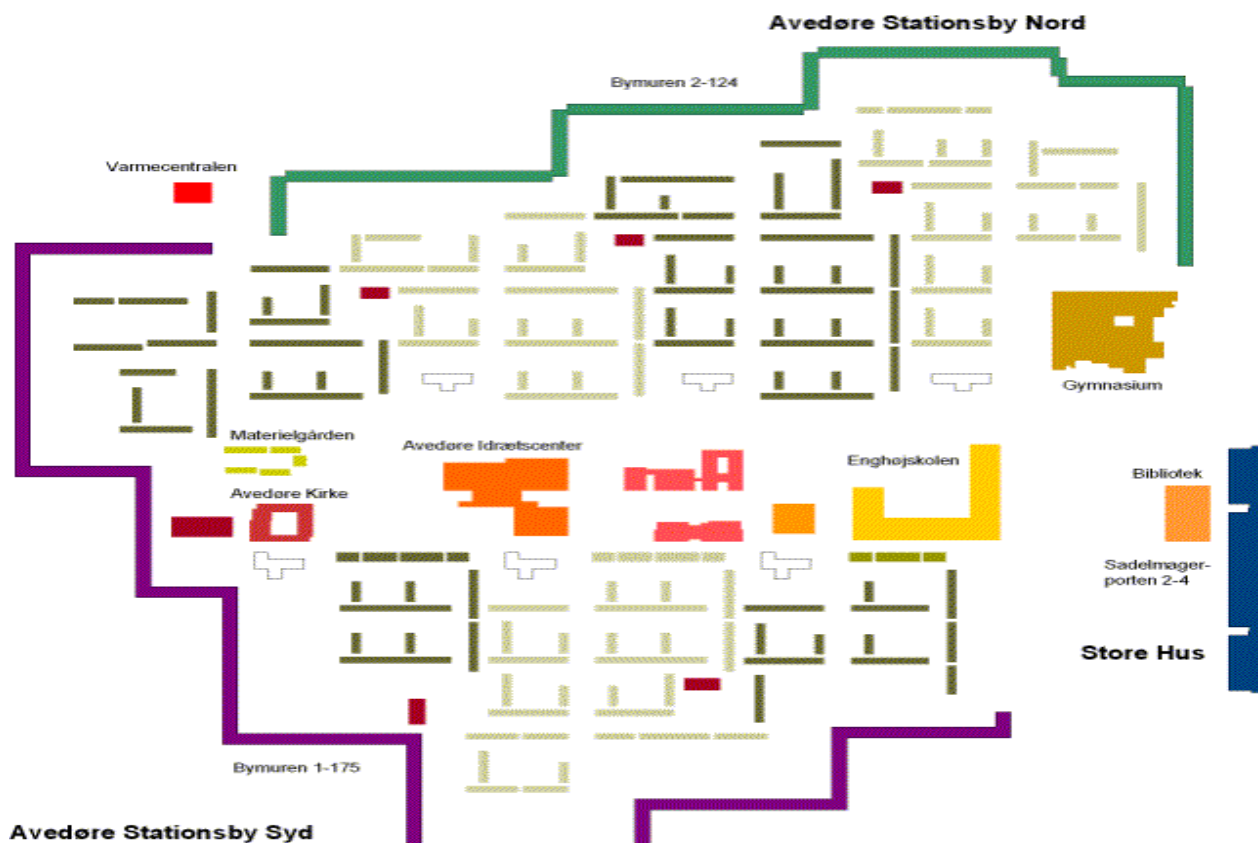 Avedøre Stationsby Nord
Bymuren 2-124
Varmecentralen
Gymnasium
Materielgården
Avedøre Idrætscenter
Enghøjskolen
Bibliotek
Avedøre Kirke
Sadelmager-
porten 2-4
Store Hus
Bymuren 1-175
Avedøre Stationsby Syd